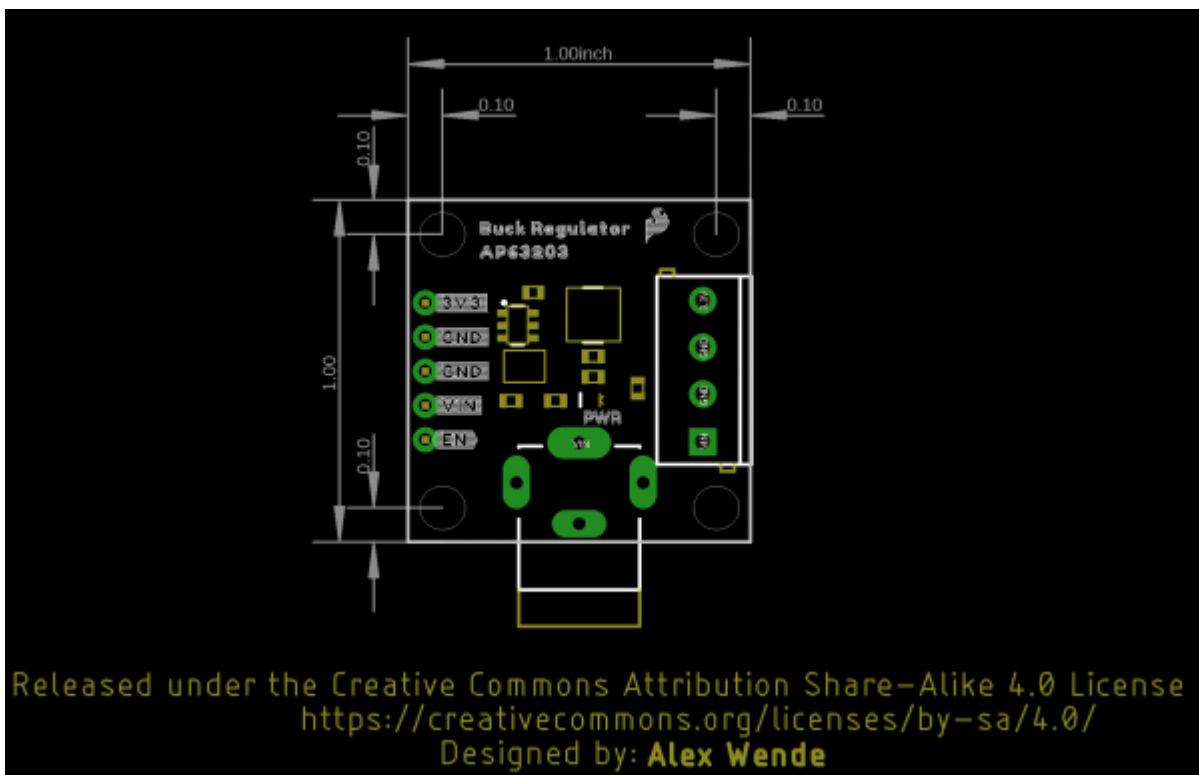 1.00inch
0.10
0.10
0.10
Buck Regulator
AP63203
3V3
GND
1.00
GND
VIN
PWR
EN
0.10
VIN
Released under the Creative Commons Attribution Share-Alike 4.0 License
https://creativecommons.org/licenses/by-sa/4.0/
Designed by: Alex Wende